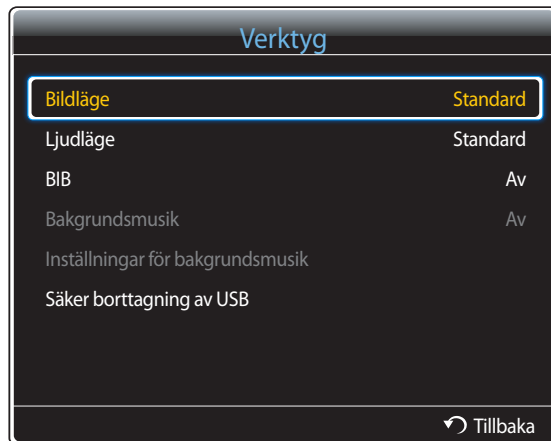 Verktyg
Bildläge Standard
Ljudläge Standard
BIB Av
Bakgrundsmusik Av
Inställningar för bakgrundsmusik
Säker borttagning av USB
Tillbaka